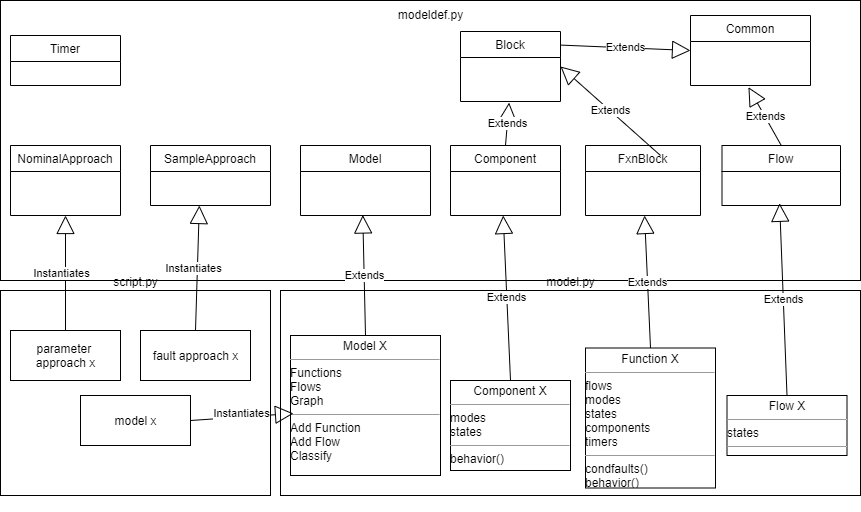 modeldef.py
Timer
Block
Common
Extends
Extends
Extends
Extends
NominalApproach
SampleApproach
Model
Component
FxnBlock
Flow
Instantiates
Instantiates
Extends
Extends
Extends
Extends
script.py
model.py
parameter
approach x
fault approach x
model x
Instantiates
Model X
Functions
Flows
Graph
Add Function
Add Flow
Classify
Component X
modes
states
behavior()
Function X
flows
modes
states
components
timers
condfaults()
behavior()
Flow X
states